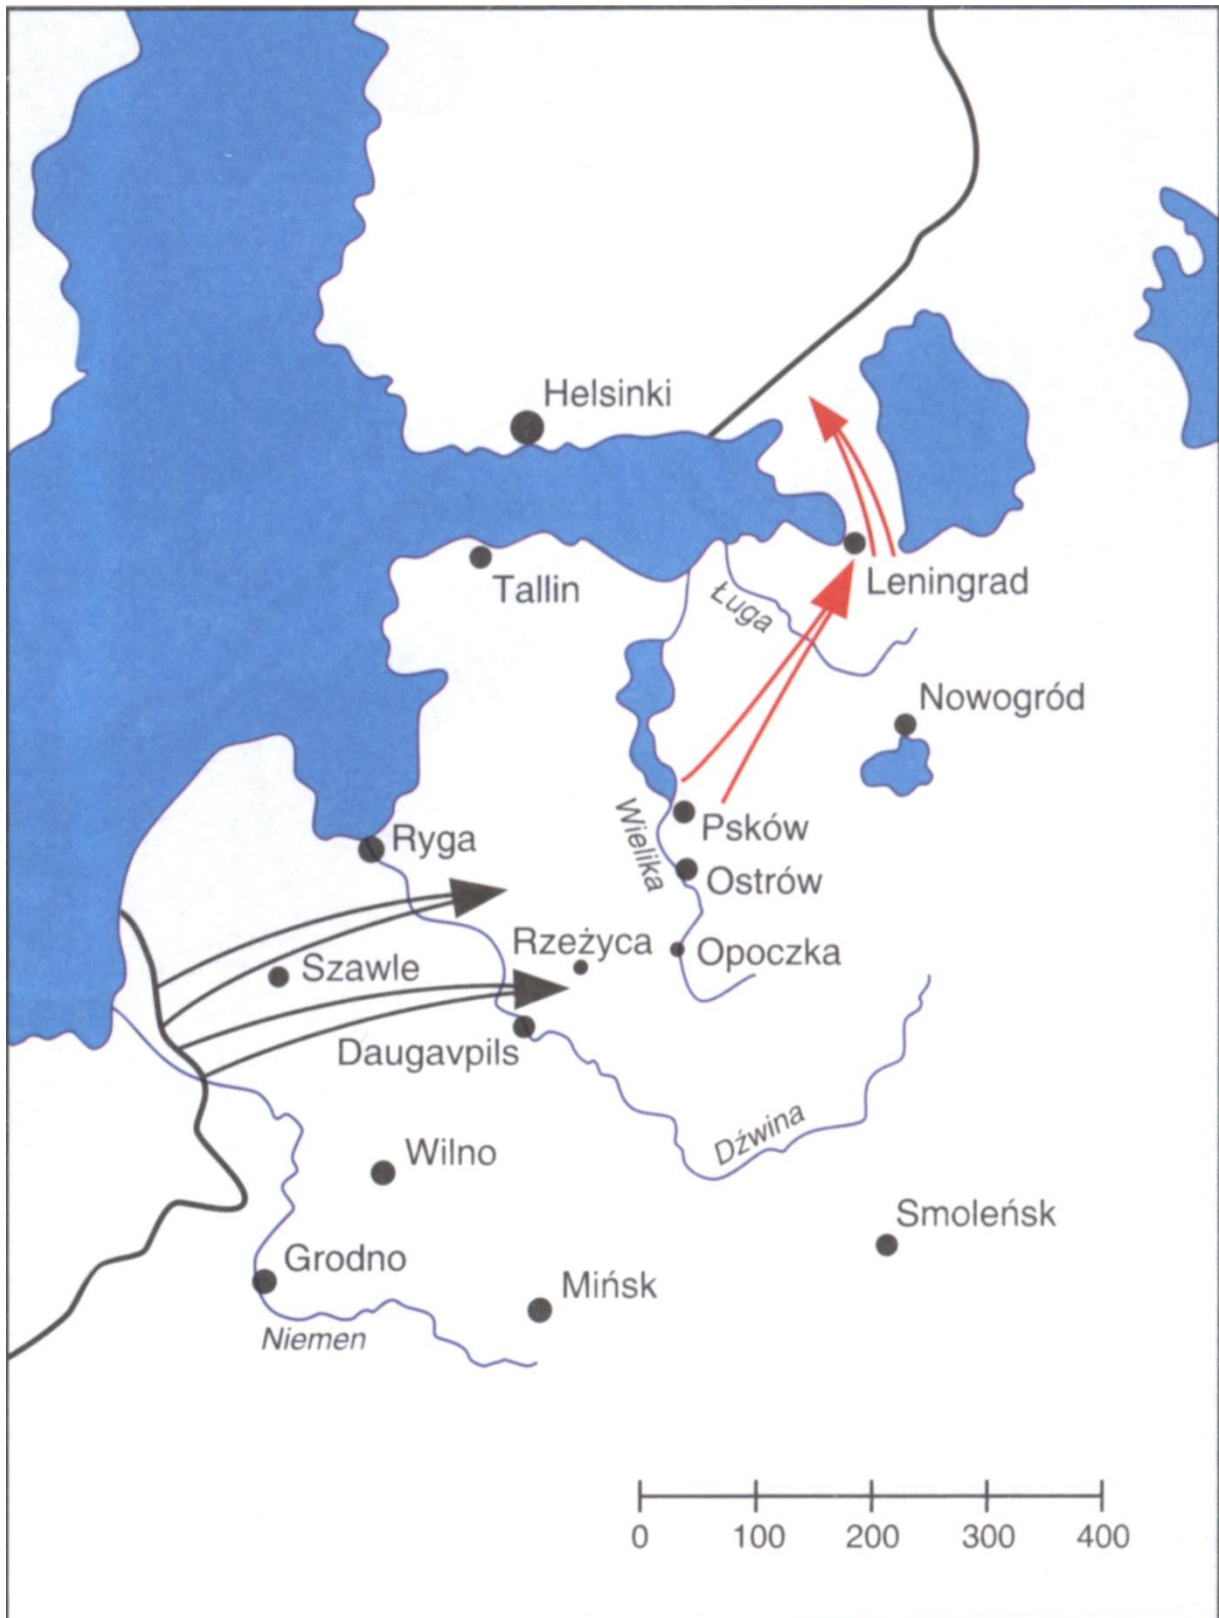 Helsinki
Tallin
Leningrad
Ługa
Nowogród
Psków
Wielika
Ryga
Ostrów
Rzeżyca
Opoczka
Szawle
Daugavpils
Dźwina
Wilno
Smoleńsk
Grodno
Mińsk
Niemen
0 100 200 300 400